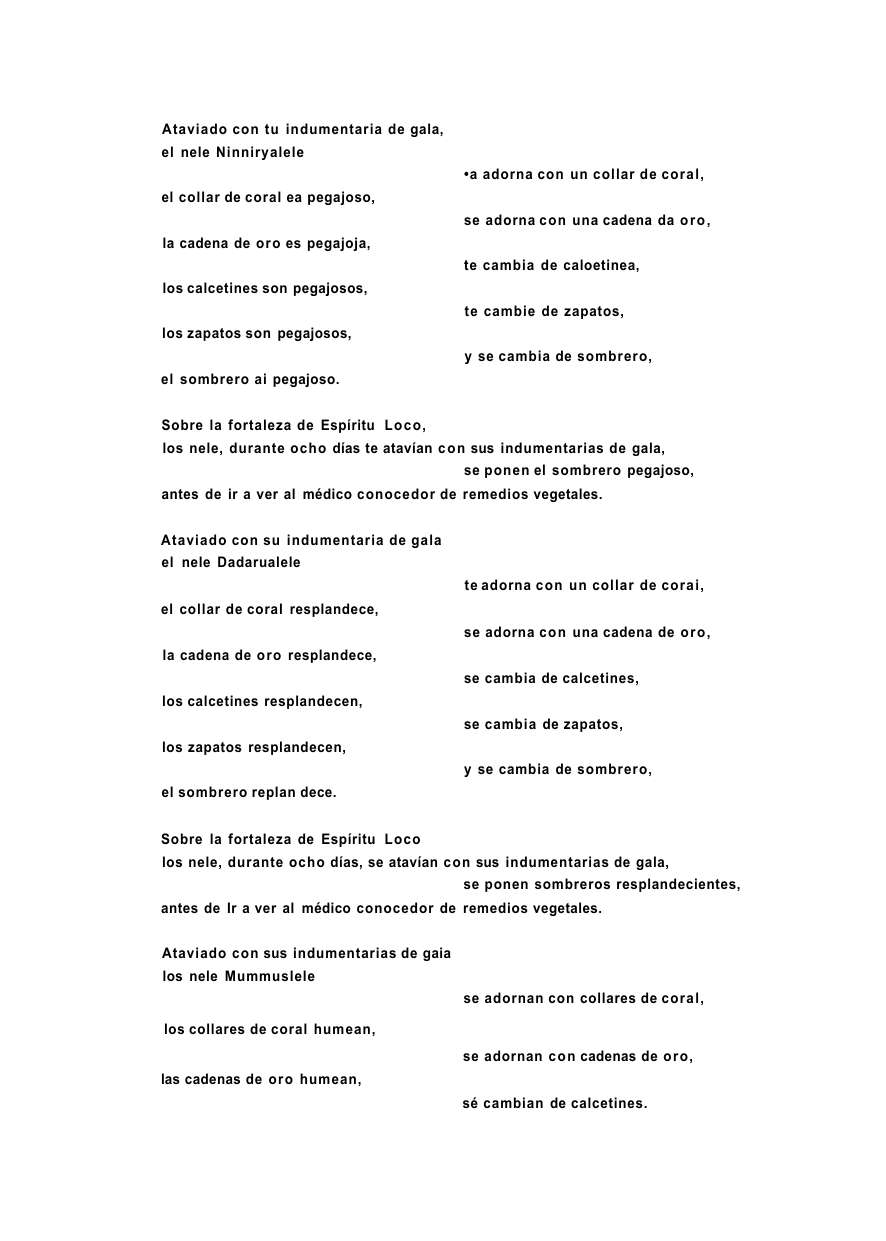 Ataviado con tu indumentaria de gala,
el nele Ninniryalele
•a adorna con un collar de coral,
el collar de coral ea pegajoso,
se adorna con una cadena da oro,
la cadena de oro es pegajoja,
te cambia de caloetinea,
los calcetines son pegajosos,
te cambie de zapatos,
los zapatos son pegajosos,
y se cambia de sombrero,
el sombrero ai pegajoso.
Sobre la fortaleza de Espíritu Loco,
los nele, durante ocho días te atavían con sus indumentarias de gala,
se ponen el sombrero pegajoso,
antes de ir a ver al médico conocedor de remedios vegetales.
Ataviado con su indumentaria de gala
el nele Dadarualele
te adorna con un collar de corai,
el collar de coral resplandece,
se adorna con una cadena de oro,
la cadena de oro resplandece,
se cambia de calcetines,
los calcetines resplandecen,
se cambia de zapatos,
los zapatos resplandecen,
y se cambia de sombrero,
el sombrero replan dece.
Sobre la fortaleza de Espíritu Loco
los nele, durante ocho días, se atavían con sus indumentarias de gala,
se ponen sombreros resplandecientes,
antes de Ir a ver al médico conocedor de remedios vegetales.
Ataviado con sus indumentarias de gaia
los nele Mummuslele
se adornan con collares de coral,
los collares de coral humean,
se adornan con cadenas de oro,
las cadenas de oro humean,
sé cambian de calcetines.